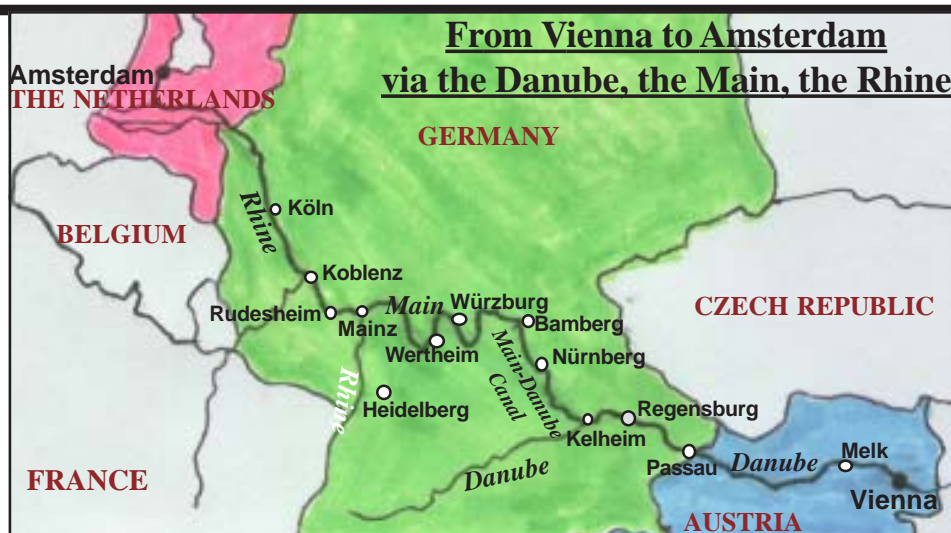 From Vienna to Amsterdam
via the Danube, the Main, the Rhine
Amsterdam
THE NETHERLANDS
GERMANY
Rhine
Köln
BELGIUM
Koblenz
CZECH REPUBLIC
Rudesheim
Mainz
Main
Würzburg
Bamberg
Wertheim
Nürnberg
Main-Danube
Canal
Rhine
Heidelberg
Regensburg
Kelheim
Danube
Passau
Danube
Melk
FRANCE
Vienna
AUSTRIA